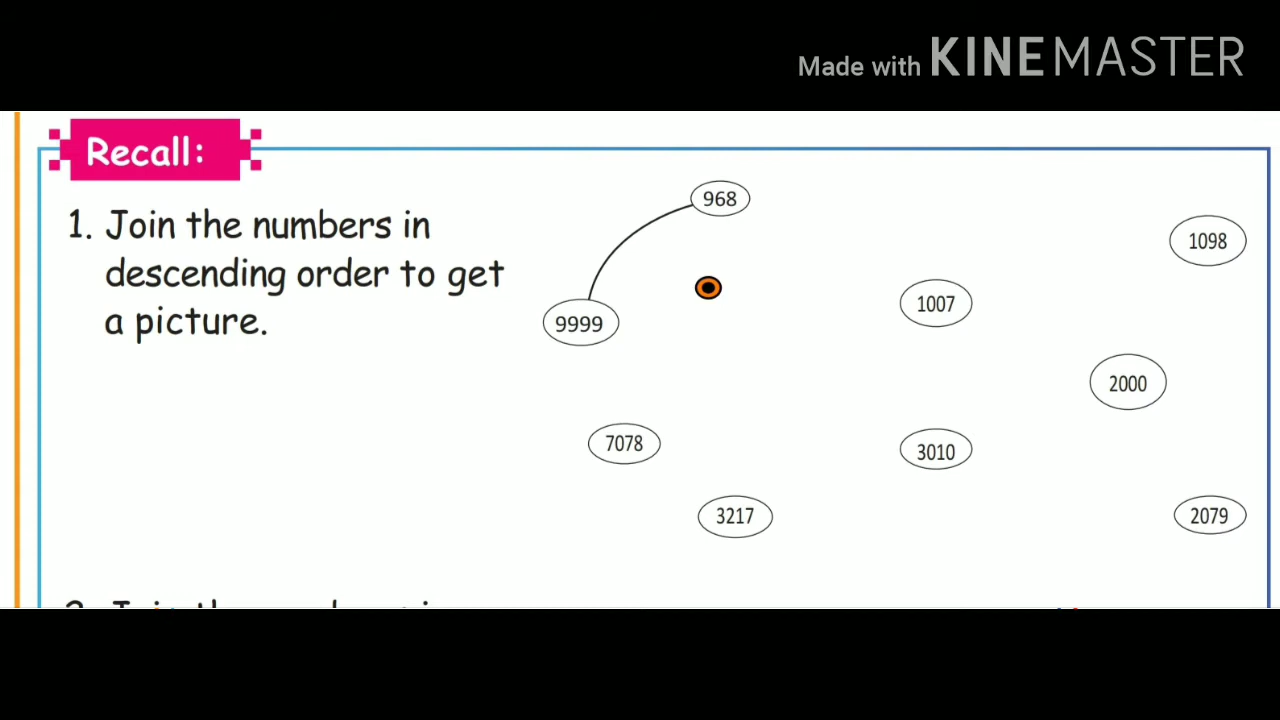 Made with KINEMASTER
Recall:
1. Join the numbers in
descending order to get
a picture.
968
1098
1007
9999
2000
7078
3010
3217
2079